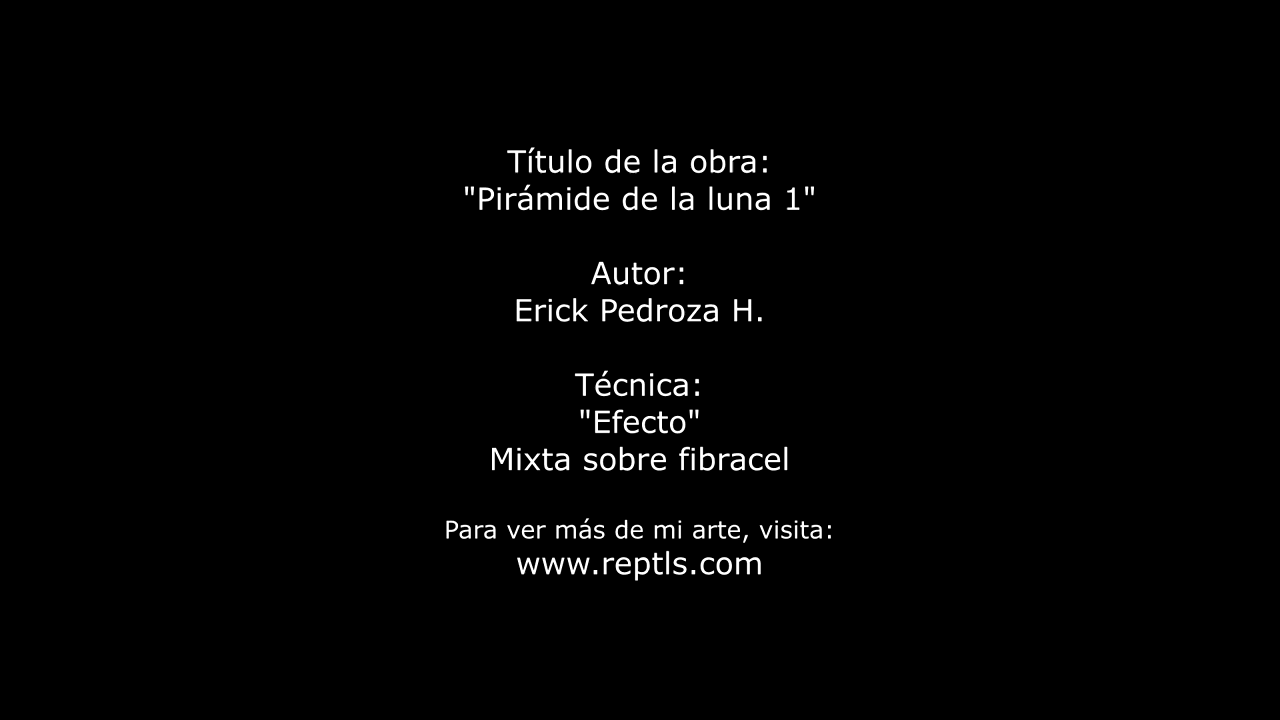 Título de la obra:
"Pirámide de la luna 1"
Autor:
Erick Pedroza H.
Técnica:
"Efecto"
Mixta sobre fibracel
Para ver más de mi arte, visita:
www.reptls.com